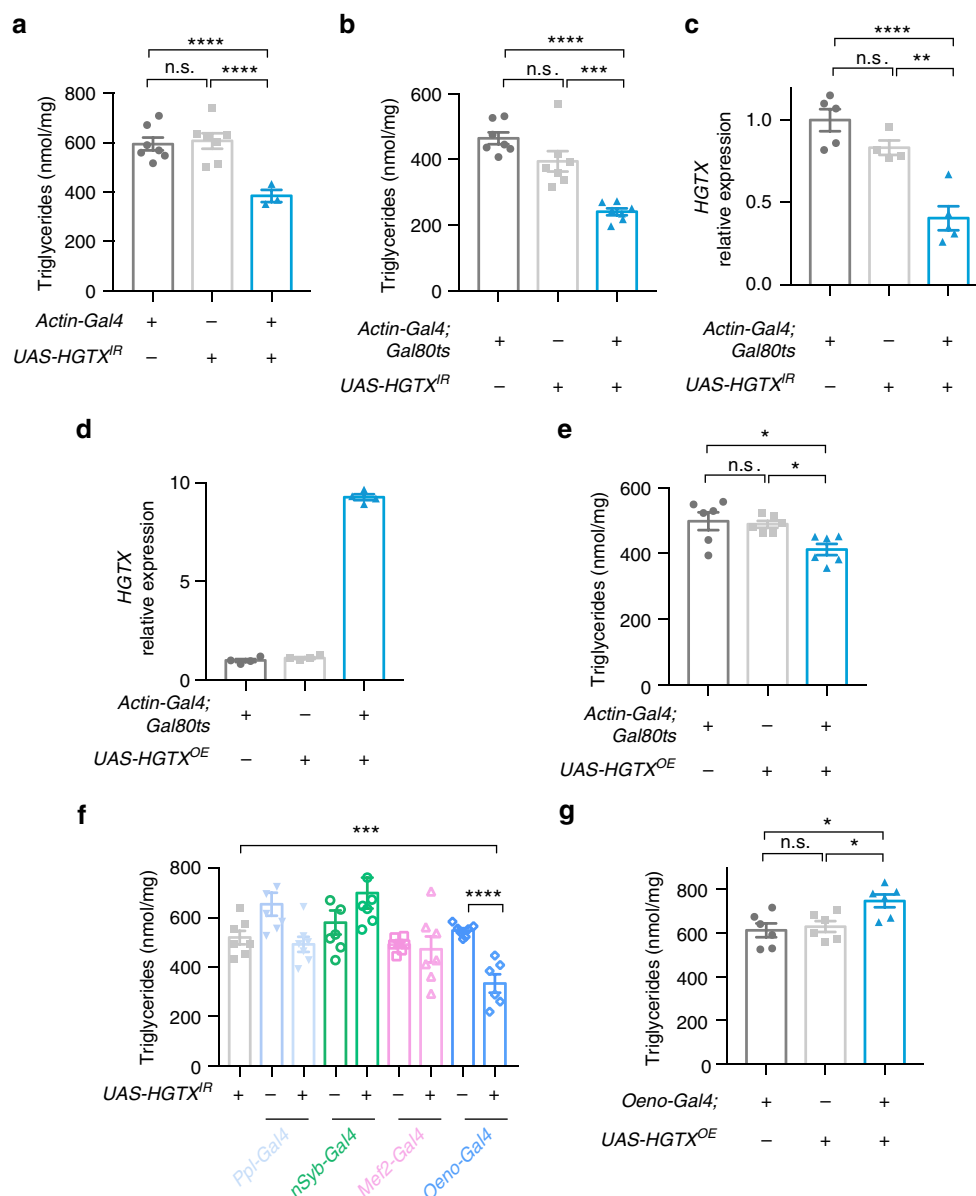 a
****
n.s.
****
Triglycerides (nmol/mg)
800
600
400
200
0
Actin-Gal4 + – +
UAS-HGTX^IR – + +
b
****
n.s.
***
Triglycerides (nmol/mg)
600
400
200
0
Actin-Gal4;
Gal80ts + – +
UAS-HGTX^IR – + +
c
****
n.s.
**
HGTX
relative expression
1.0
0.5
0.0
Actin-Gal4;
Gal80ts + – +
UAS-HGTX^IR – + +
d
HGTX
relative expression
10
5
0
Actin-Gal4;
Gal80ts + – +
UAS-HGTX^OE – + +
e
*
n.s.
*
Triglycerides (nmol/mg)
600
400
200
0
Actin-Gal4;
Gal80ts + – +
UAS-HGTX^OE – + +
f
***
****
Triglycerides (nmol/mg)
800
600
400
200
0
UAS-HGTX^IR + – + – + – + – +
Ppl-Gal4
nSyb-Gal4
Mef2-Gal4
Oeno-Gal4
g
*
n.s.
*
Triglycerides (nmol/mg)
800
600
400
200
0
Oeno-Gal4; + – +
UAS-HGTX^OE – + +